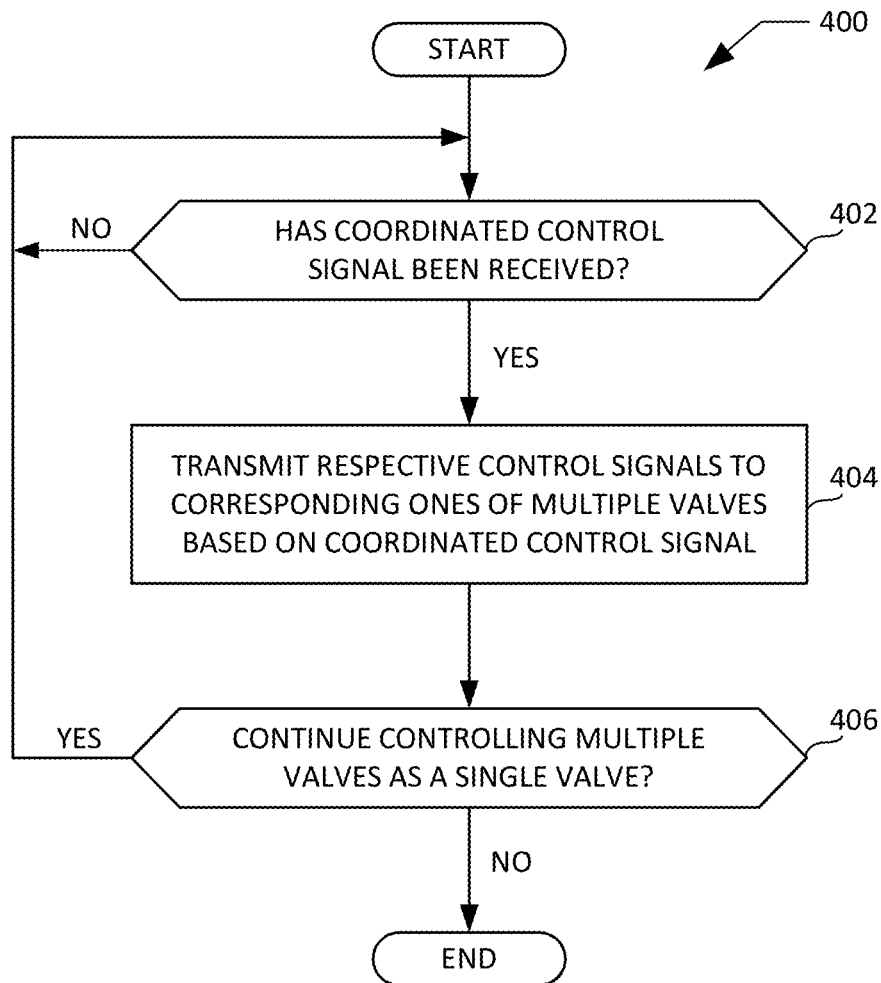 START
400
NO
HAS COORDINATED CONTROL
SIGNAL BEEN RECEIVED?
402
YES
TRANSMIT RESPECTIVE CONTROL SIGNALS TO
CORRESPONDING ONES OF MULTIPLE VALVES
BASED ON COORDINATED CONTROL SIGNAL
404
YES
CONTINUE CONTROLLING MULTIPLE
VALVES AS A SINGLE VALVE?
406
NO
END